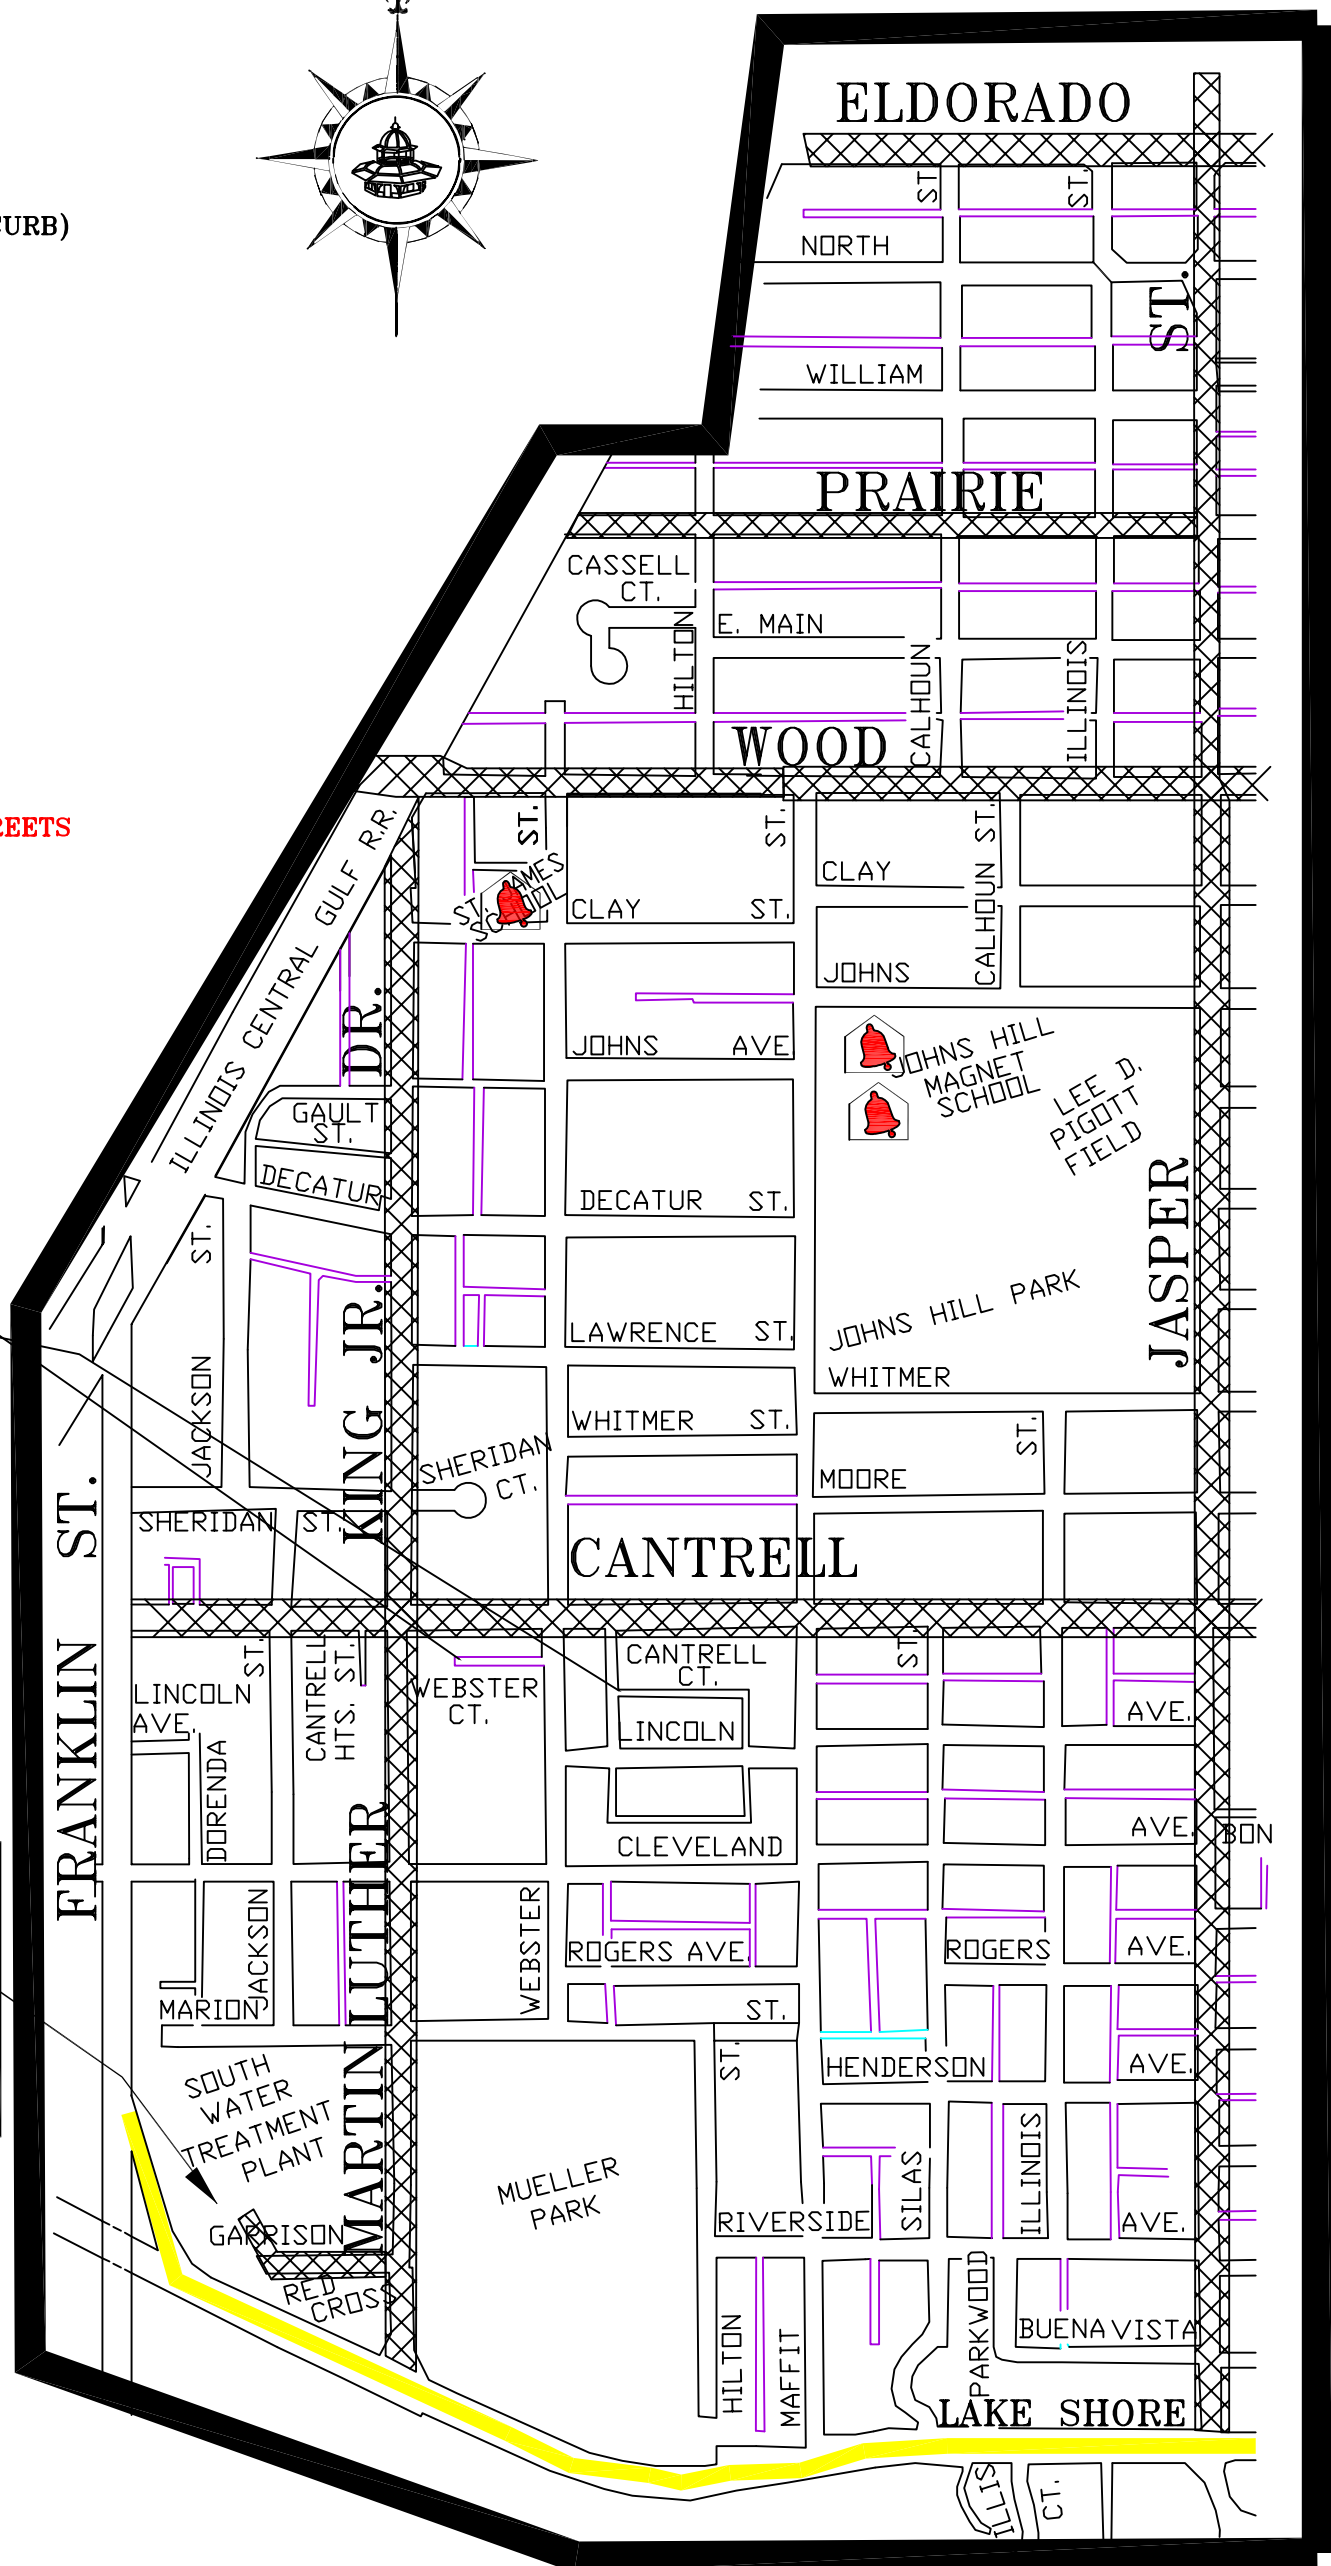 ELDORADO
CURB)
ST
ST.
NORTH
ST.
WILLIAM
PRAIRIE
CASSELL
CT.
HILTON
E. MAIN
CALHOUN
ILLINOIS
WOOD
REETS
ILLINOIS CENTRAL GULF R.R.
ST.
ST.
CLAY
CALHOUN ST.
ST. JAMES
SCHOOL
CLAY ST.
JOHNS
DR.
JOHNS AVE
JOHNS HILL
MAGNET
SCHOOL
LEE D.
PIGOTT
FIELD
GAULT
ST.
DECATUR
DECATUR ST.
JASPER
ST.
JACKSON
KING JR.
LAWRENCE ST.
JOHNS HILL PARK
WHITMER
WHITMER ST.
ST.
SHERIDAN
CT.
MOORE
FRANKLIN ST.
SHERIDAN ST.
CANTRELL
ST.
CANTRELL
HTS. ST.
CANTRELL
CT.
ST.
LINCOLN
AVE.
WEBSTER
CT.
LINCOLN
AVE.
DORENDA
CLEVELAND
AVE.
BON
MARTIN LUTHER
JACKSON
WEBSTER
ROGERS AVE.
ROGERS
AVE.
MARION
ST.
ST.
HENDERSON
AVE.
SOUTH
WATER
TREATMENT
PLANT
MUELLER
PARK
SILAS
ILLINOIS
GARRISON
RIVERSIDE
AVE.
RED
CROSS
HILTON
MAFFIT
PARKWOOD
BUENA VISTA
LAKE SHORE
ILLIS
CT.